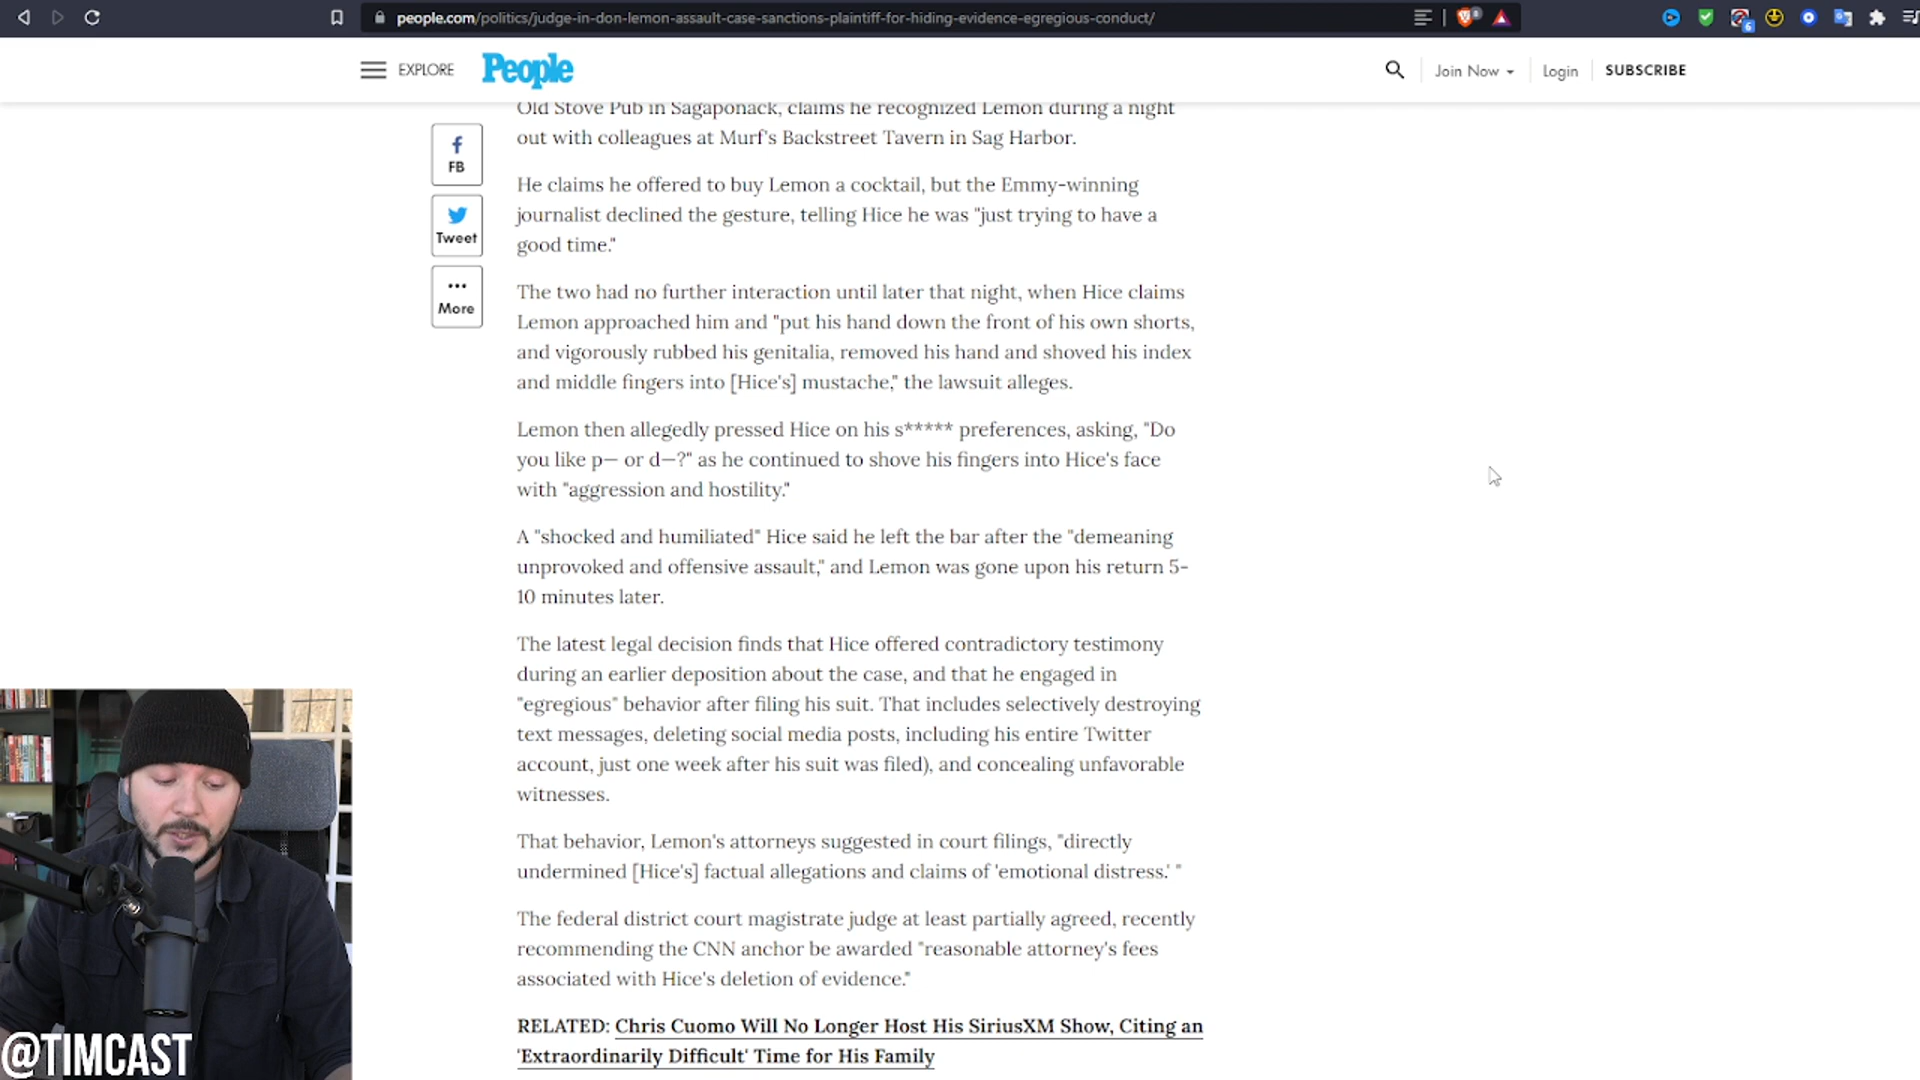 people.com/politics/judge-in-don-lemon-assault-case-sanctions-plaintiff-for-hiding-evidence-egregious-conduct/
EXPLORE
People
Join Now
Login
SUBSCRIBE
FB
Tweet
More
Old Stove Pub in Sagaponack, claims he recognized Lemon during a night
out with colleagues at Murf's Backstreet Tavern in Sag Harbor.
He claims he offered to buy Lemon a cocktail, but the Emmy-winning
journalist declined the gesture, telling Hice he was "just trying to have a
good time."
The two had no further interaction until later that night, when Hice claims
Lemon approached him and "put his hand down the front of his own shorts,
and vigorously rubbed his genitalia, removed his hand and shoved his index
and middle fingers into [Hice's] mustache," the lawsuit alleges.
Lemon then allegedly pressed Hice on his s***** preferences, asking, "Do
you like p— or d—?" as he continued to shove his fingers into Hice's face
with "aggression and hostility."
A "shocked and humiliated" Hice said he left the bar after the "demeaning
unprovoked and offensive assault," and Lemon was gone upon his return 5-
10 minutes later.
The latest legal decision finds that Hice offered contradictory testimony
during an earlier deposition about the case, and that he engaged in
"egregious" behavior after filing his suit. That includes selectively destroying
text messages, deleting social media posts, including his entire Twitter
account, just one week after his suit was filed), and concealing unfavorable
witnesses.
That behavior, Lemon's attorneys suggested in court filings, "directly
undermined [Hice's] factual allegations and claims of 'emotional distress.' "
The federal district court magistrate judge at least partially agreed, recently
recommending the CNN anchor be awarded "reasonable attorney's fees
associated with Hice's deletion of evidence."
RELATED: Chris Cuomo Will No Longer Host His SiriusXM Show, Citing an
'Extraordinarily Difficult' Time for His Family
@TIMCAST